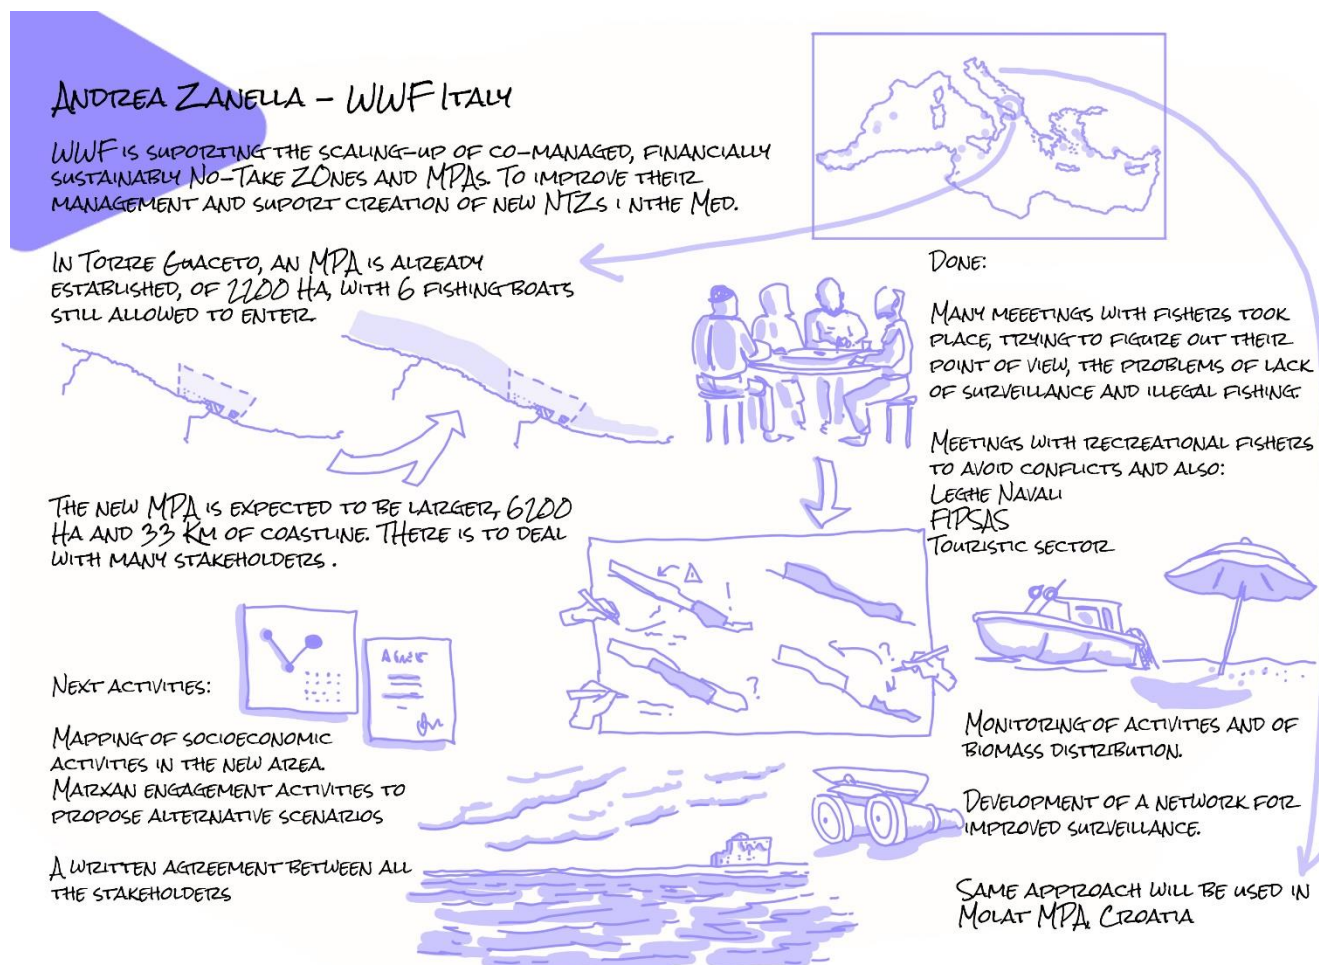 Andrea Zanella – WWF Italy
WWF is suporting the scaling-up of co-managed, financially
sustainably No-Take ZOnes and MPAs. To improve their
management and suport creation of new NTZs i nthe Med.
In Torre Guaceto, an MPA is already
established, of 2200 Ha, with 6 fishing boats
still allowed to enter
The new MPA is expected to be larger, 6200
Ha and 33 Km of coastline. THere is to deal
with many stakeholders .
Next activities:
Mapping of socioeconomic
activities in the new area.
Marxan engagement activities to
propose alternative scenarios
A written agreement between all
the stakeholders
Done:
Many meeetings with fishers took
place, trying to figure out their
point of view, the problems of lack
of surveillance and illegal fishing.
Meetings with recreational fishers
to avoid conflicts and also:
Leghe Navali
FIPSAS
Touristic sector
!
?
?
Monitoring of activities and of
biomass distribution.
Development of a network for
improved surveillance.
Same approach will be used in
Molat MPA, Croatia